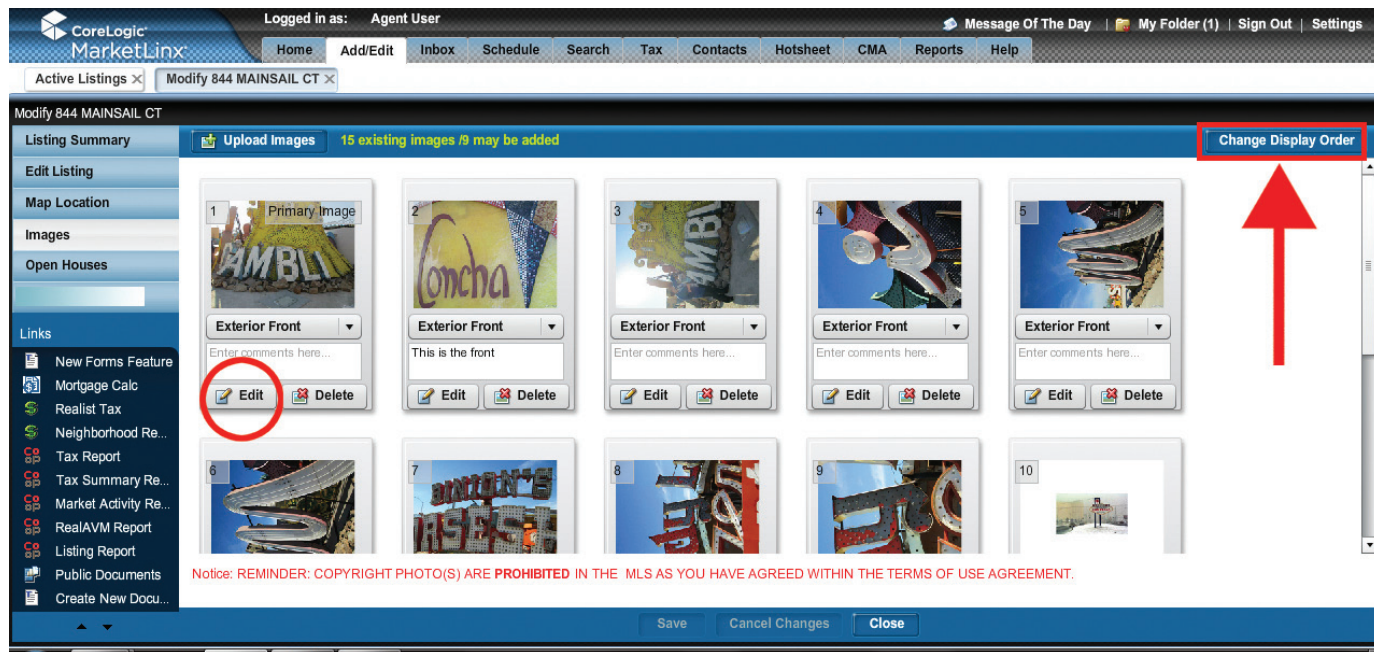 CoreLogic®
MarketLinx®
Logged in as: Agent User
Message Of The Day | My Folder (1) | Sign Out | Settings
Home Add/Edit Inbox Schedule Search Tax Contacts Hotsheet CMA Reports Help
Active Listings × Modify 844 MAINSAIL CT ×
Modify 844 MAINSAIL CT
Listing Summary
Edit Listing
Map Location
Images
Open Houses
Links
New Forms Feature
Mortgage Calc
Realist Tax
Neighborhood Re...
Tax Report
Tax Summary Re...
Market Activity Re...
RealAVM Report
Listing Report
Public Documents
Create New Docu...
Upload Images 15 existing images /9 may be added Change Display Order
1 Primary Image 2 3 4 5
GAMBLI Concha AMBLI
Exterior Front Exterior Front Exterior Front Exterior Front Exterior Front
Enter comments here... This is the front Enter comments here... Enter comments here... Enter comments here...
Edit Delete Edit Delete Edit Delete Edit Delete Edit Delete
6 7 8 9 10
BINION'S
Notice: REMINDER: COPYRIGHT PHOTO(S) ARE PROHIBITED IN THE MLS AS YOU HAVE AGREED WITHIN THE TERMS OF USE AGREEMENT.
Save Cancel Changes Close